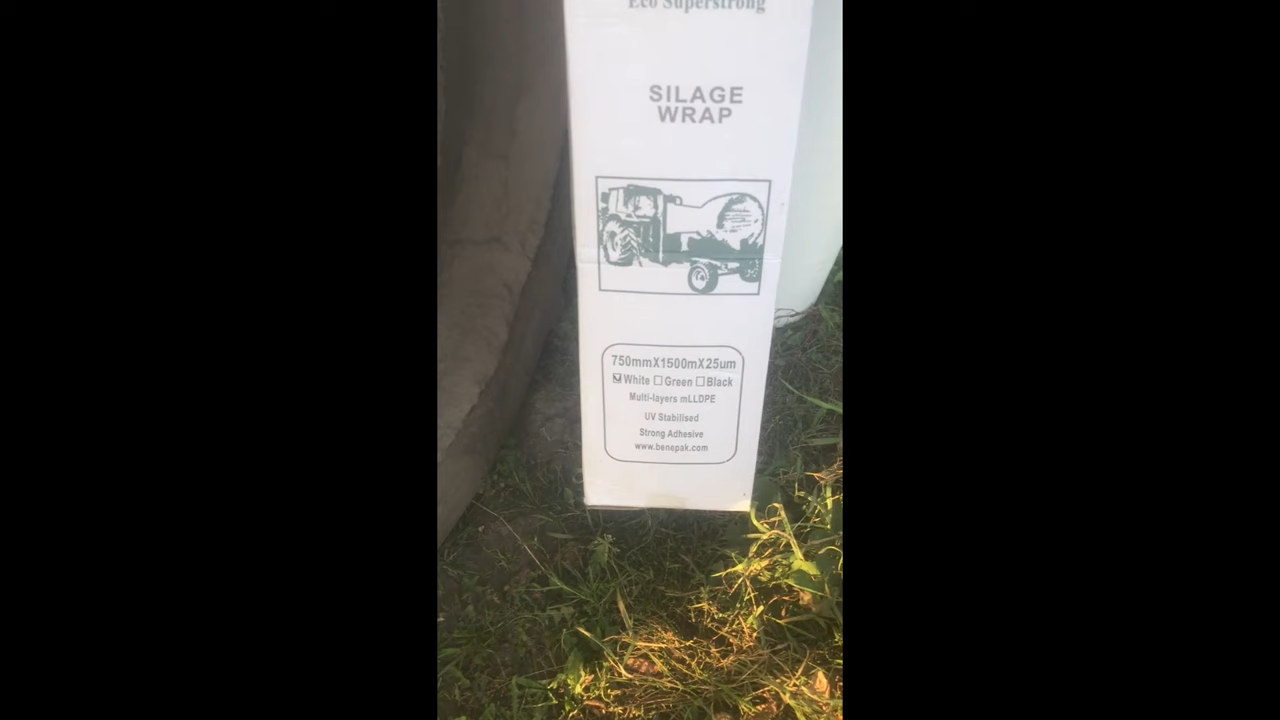 Eco Superstrong
SILAGE
WRAP
750mmX1500mX25um
☑White ☐Green ☐Black
Multi-layers mLLDPE
UV Stabilised
Strong Adhesive
www.benepak.com